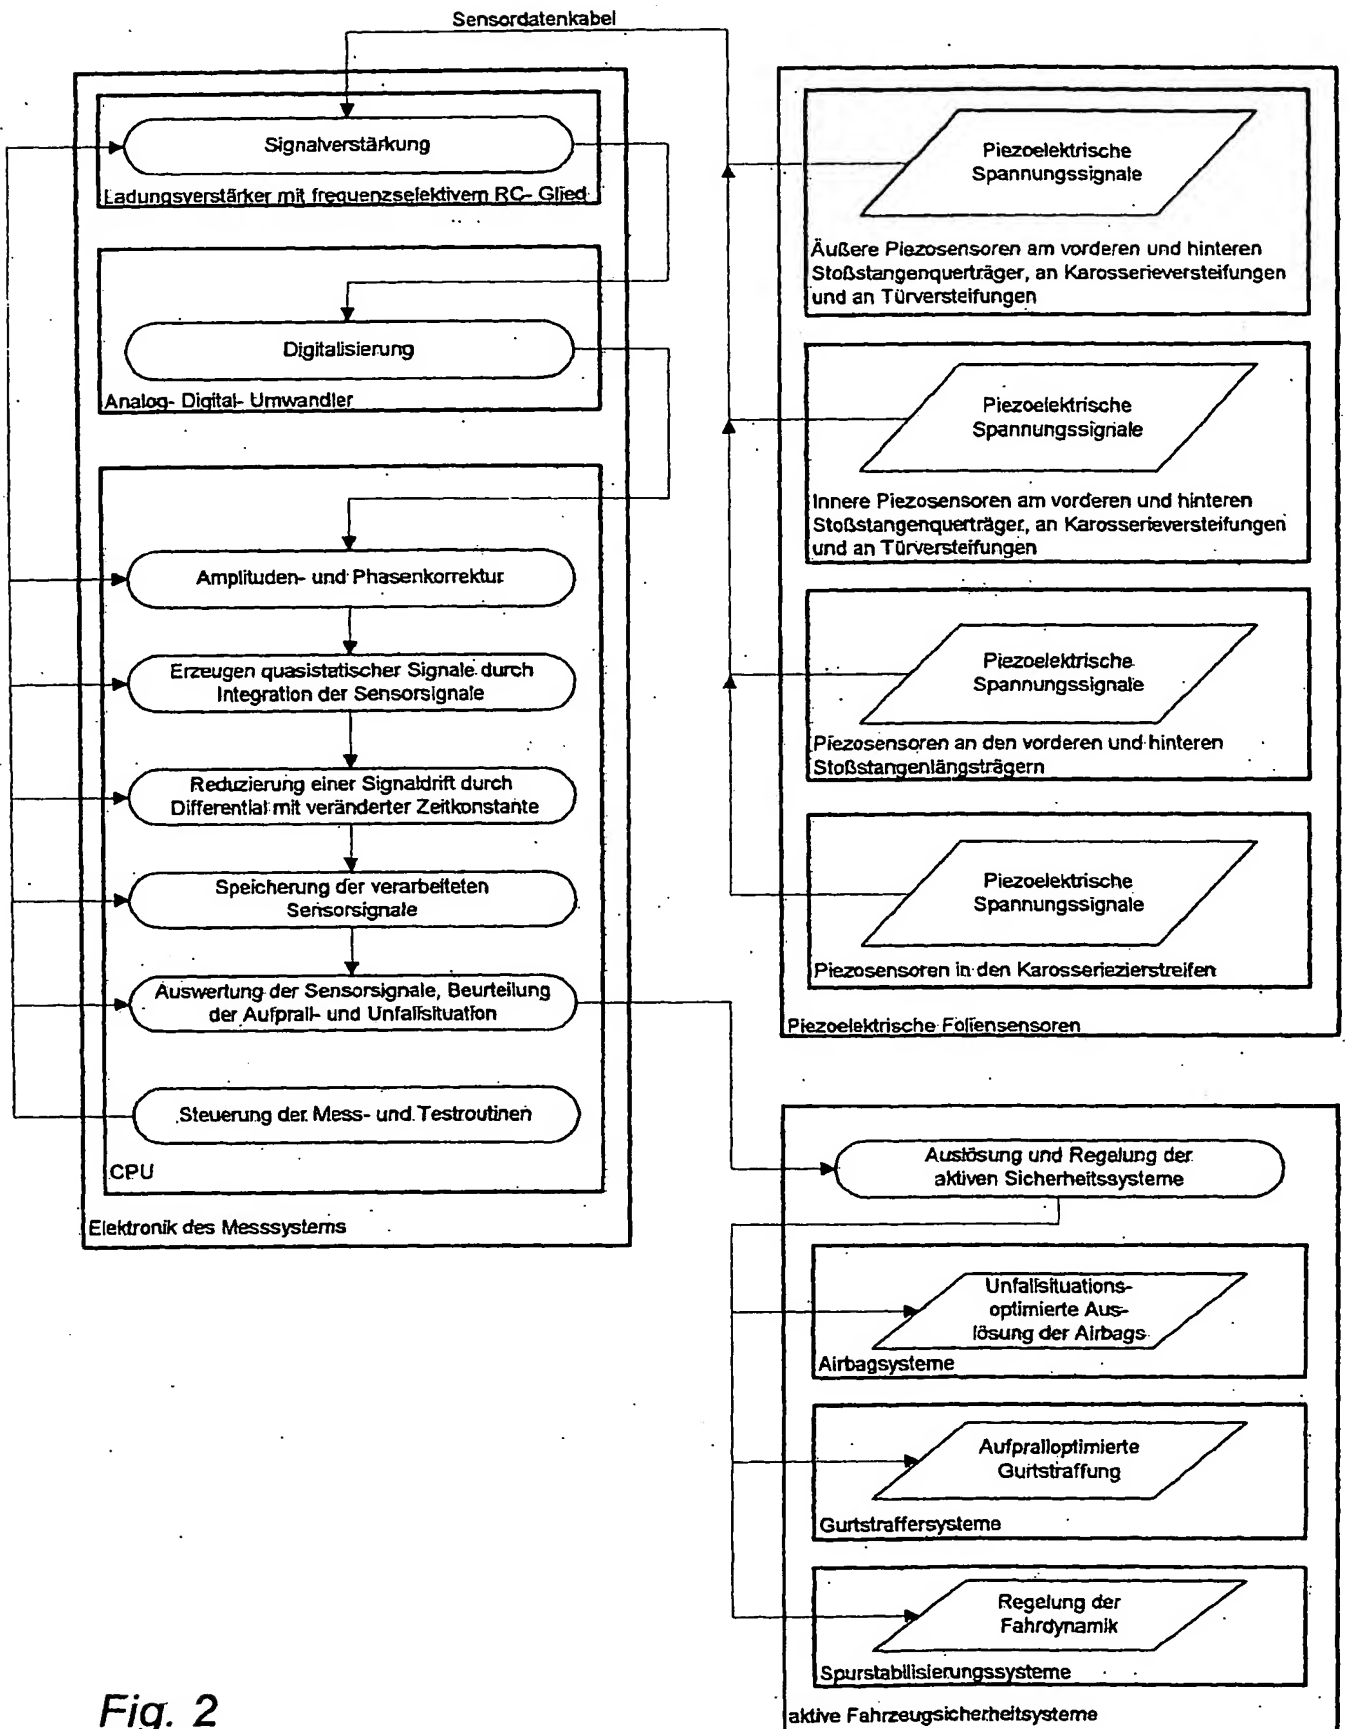 Sensordatenkabel
Signalverstärkung
Ladungsverstärker mit frequenzselektivem RC- Glied
Digitalisierung
Analog- Digital- Umwandler
Amplituden- und Phasenkorrektur
Erzeugen quasistatischer Signale durch
Integration der Sensorsignale
Reduzierung einer Signaldrift durch
Differential mit veränderter Zeitkonstante
Speicherung der verarbeiteten
Sensorsignale
Auswertung der Sensorsignale, Beurteilung
der Aufprall- und Unfallsituation
Steuerung der Mess- und Testroutinen
CPU
Elektronik des Messsystems
Piezoelektrische
Spannungssignale
Äußere Piezosensoren am vorderen und hinteren
Stoßstangenquerträger, an Karosserieversteifungen
und an Türversteifungen
Piezoelektrische
Spannungssignale
Innere Piezosensoren am vorderen und hinteren
Stoßstangenquerträger, an Karosserieversteifungen
und an Türversteifungen
Piezoelektrische
Spannungssignale
Piezosensoren an den vorderen und hinteren
Stoßstangenlängsträgern
Piezoelektrische
Spannungssignale
Piezosensoren in den Karosseriezierstreifen
Piezoelektrische Foliensensoren
Auslösung und Regelung der
aktiven Sicherheitssysteme
Unfallsituations-
optimierte Aus-
lösung der Airbags
Airbagsysteme
Aufpralloptimierte
Gurtstraffung
Gurtstraffersysteme
Regelung der
Fahrdynamik
Spurstabilisierungssysteme
aktive Fahrzeugsicherheitsysteme
Fig. 2